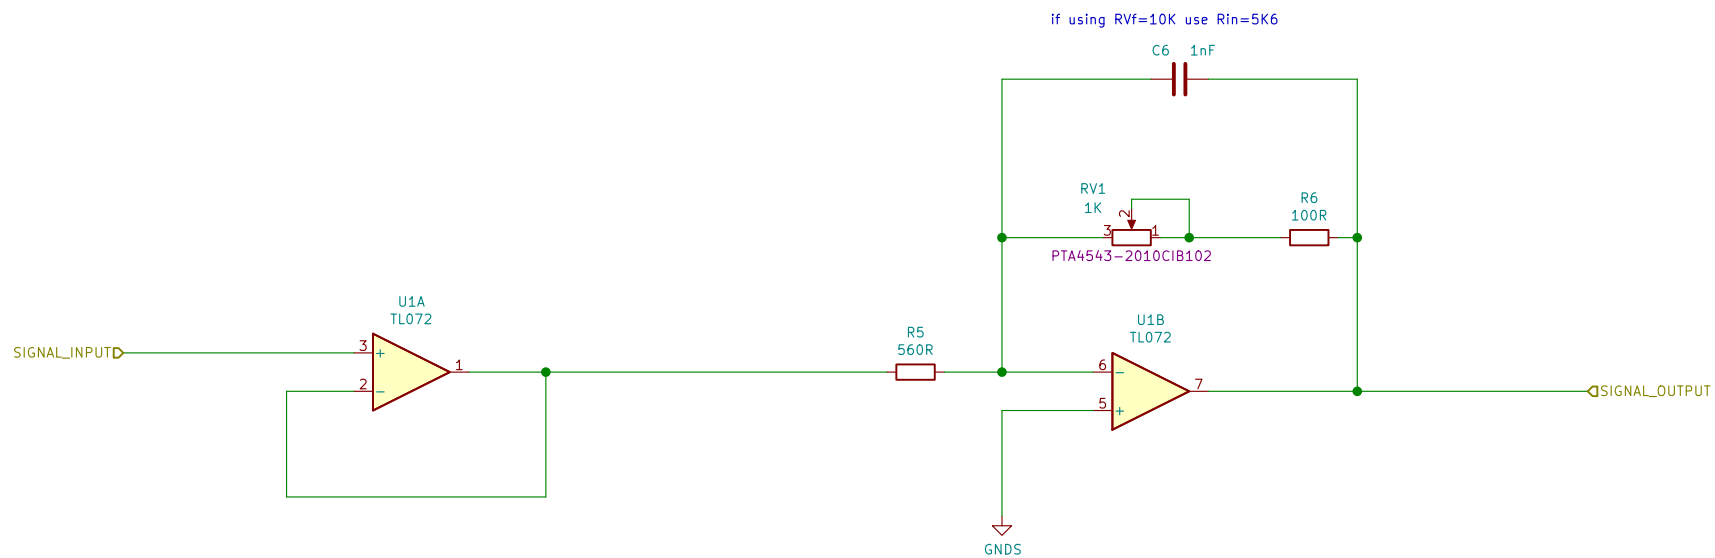 if using RVf=10K use Rin=5K6
C6 1nF
RV1
1K
2
3
1
PTA4543-2010CIB102
R6
100R
U1A
TL072
SIGNAL_INPUT
3
+
2
−
1
R5
560R
U1B
TL072
6
−
5
+
7
SIGNAL_OUTPUT
GNDS